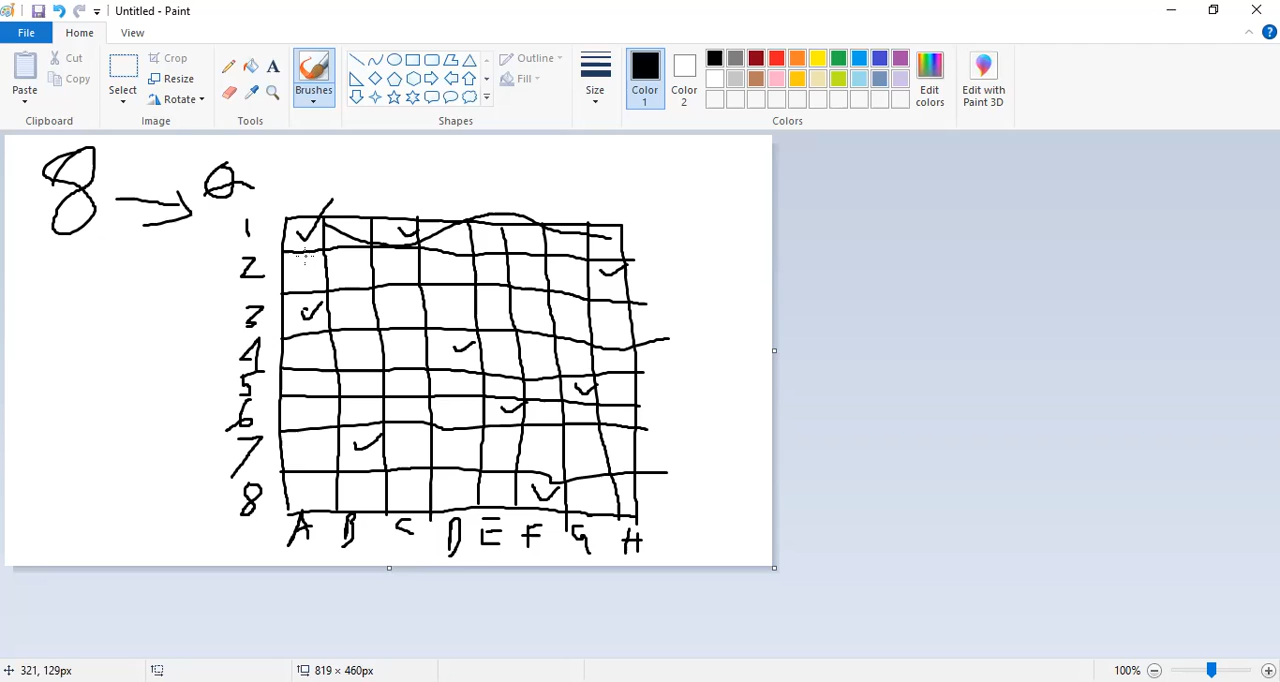 Untitled - Paint
File Home View
Paste
Cut
Copy
Clipboard
Select
Crop
Resize
Rotate
Image
A
Tools
Brushes
Outline
Fill
Shapes
Size
Color 1
Color 2
Edit colors
Edit with Paint 3D
Colors
8 → Q
1
2
3
4
5
6
7
8
A B C D E F G H
321, 129px
819 × 460px
100%